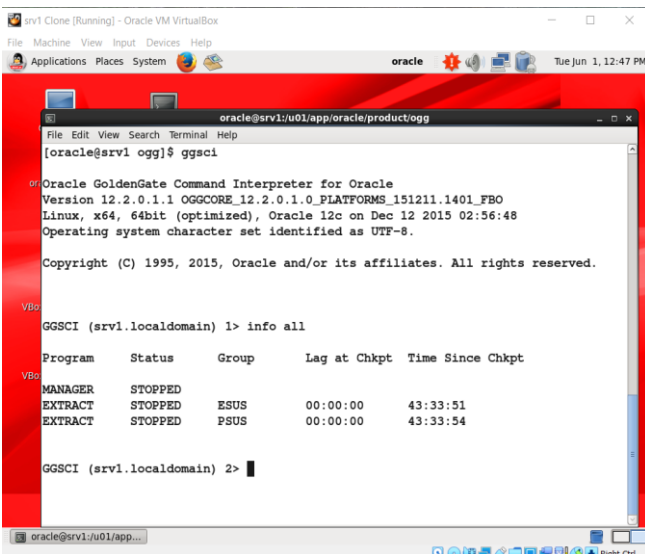 srv1 Clone [Running] - Oracle VM VirtualBox
File Machine View Input Devices Help
Applications Places System oracle Tue Jun 1, 12:47 PM
oracle@srv1:/u01/app/oracle/product/ogg
File Edit View Search Terminal Help
[oracle@srv1 ogg]$ ggsci
Oracle GoldenGate Command Interpreter for Oracle
Version 12.2.0.1.1 OGGCORE_12.2.0.1.0_PLATFORMS_151211.1401_FBO
Linux, x64, 64bit (optimized), Oracle 12c on Dec 12 2015 02:56:48
Operating system character set identified as UTF-8.
Copyright (C) 1995, 2015, Oracle and/or its affiliates. All rights reserved.
GGSCI (srv1.localdomain) 1> info all
Program Status Group Lag at Chkpt Time Since Chkpt
MANAGER STOPPED
EXTRACT STOPPED ESUS 00:00:00 43:33:51
EXTRACT STOPPED PSUS 00:00:00 43:33:54
GGSCI (srv1.localdomain) 2>
oracle@srv1:/u01/app...
Right Ctrl